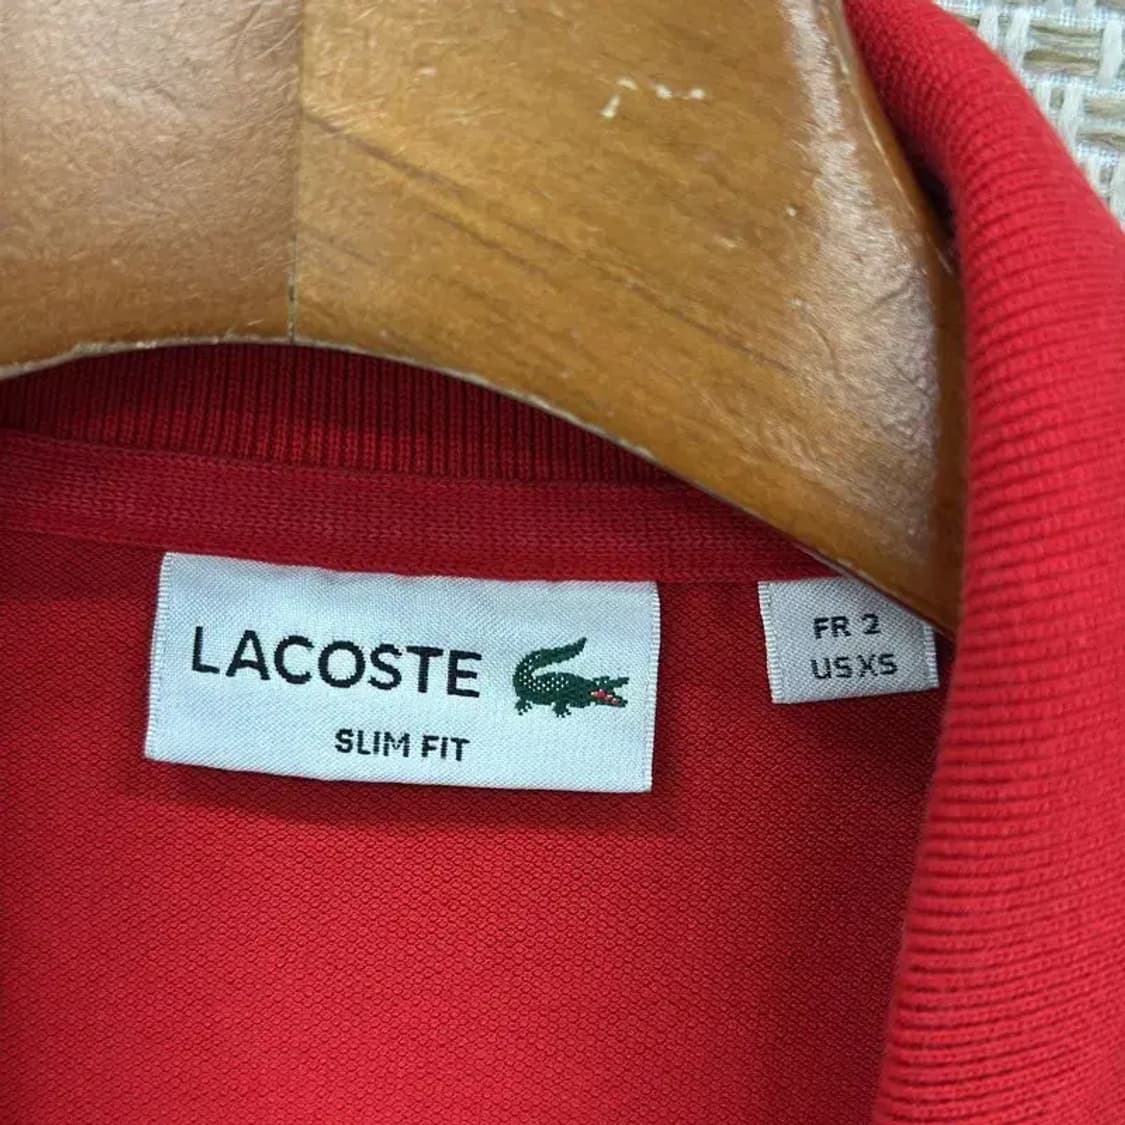 LACOSTE
SLIM FIT
FR 2
US XS